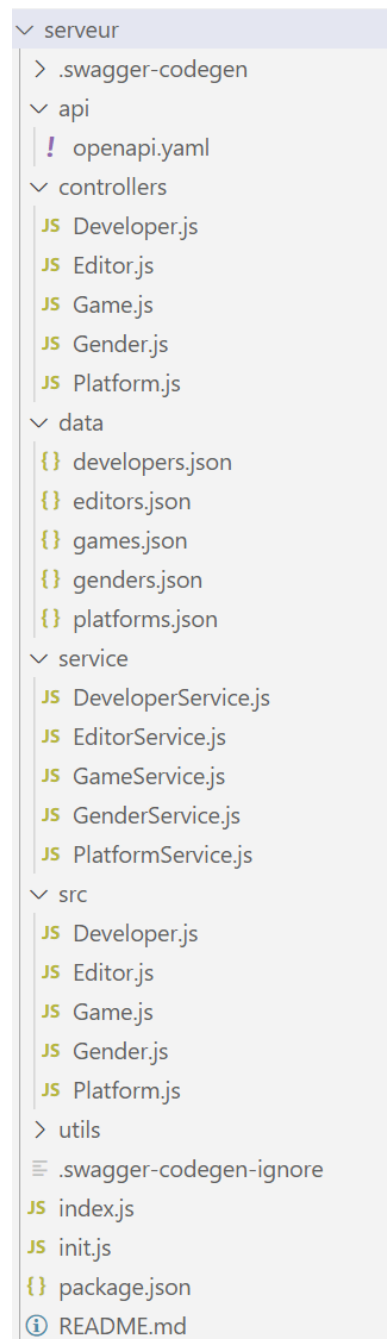 serveur
.swagger-codegen
api
! openapi.yaml
controllers
JS Developer.js
JS Editor.js
JS Game.js
JS Gender.js
JS Platform.js
data
{} developers.json
{} editors.json
{} games.json
{} genders.json
{} platforms.json
service
JS DeveloperService.js
JS EditorService.js
JS GameService.js
JS GenderService.js
JS PlatformService.js
src
JS Developer.js
JS Editor.js
JS Game.js
JS Gender.js
JS Platform.js
utils
.swagger-codegen-ignore
JS index.js
JS init.js
{} package.json
README.md